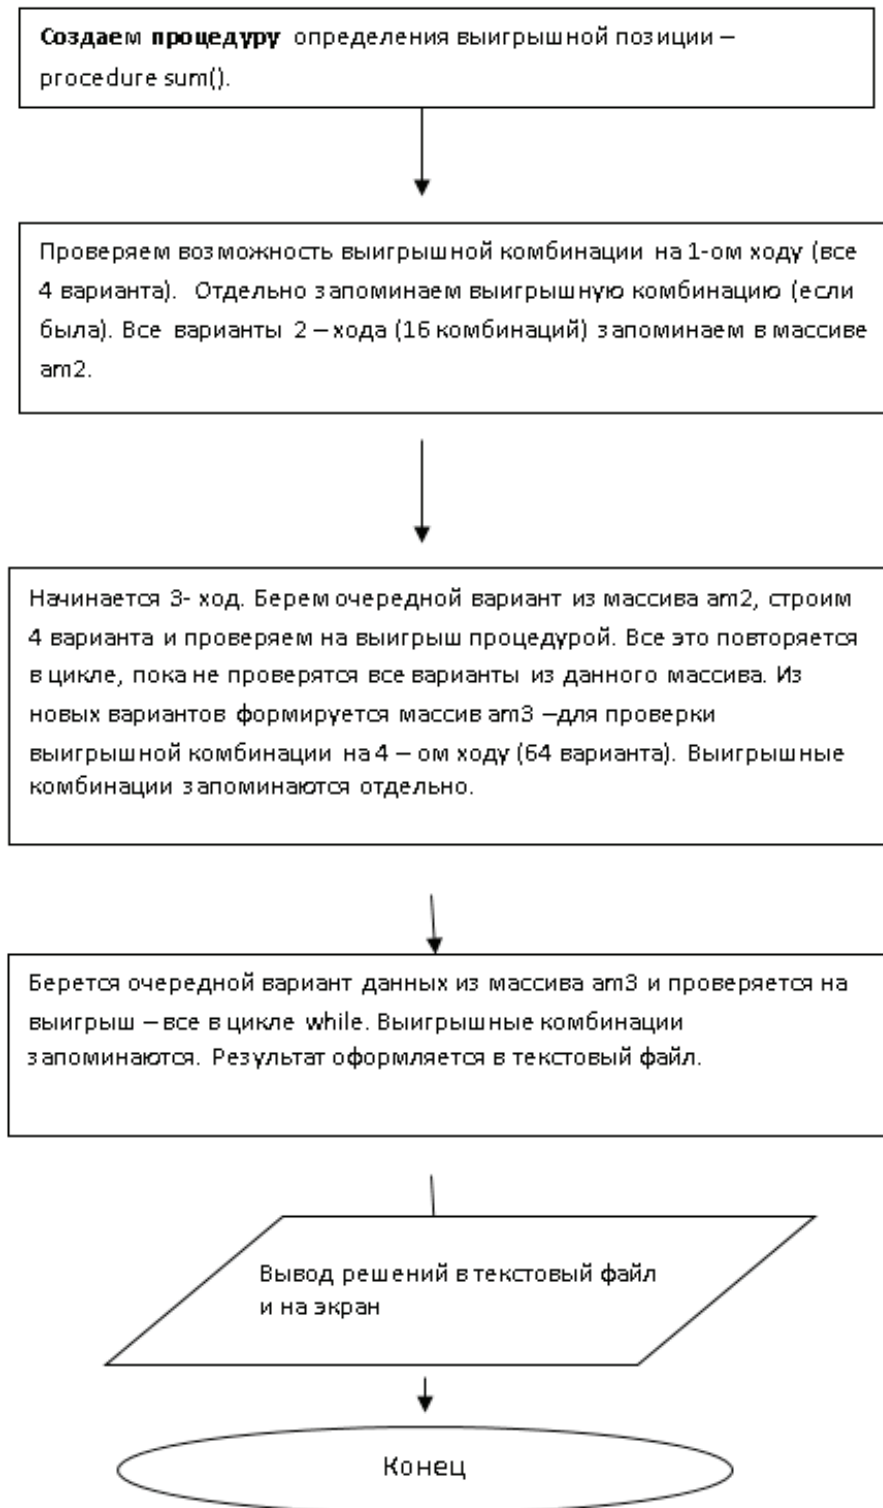 Создаем процедуру определения выигрышной позиции –
procedure sum().
Проверяем возможность выигрышной комбинации на 1-ом ходу (все
4 варианта). Отдельно запоминаем выигрышную комбинацию (если
была). Все варианты 2 – хода (16 комбинаций) запоминаем в массиве
am2.
Начинается 3- ход. Берем очередной вариант из массива am2, строим
4 варианта и проверяем на выигрыш процедурой. Все это повторяется
в цикле, пока не проверятся все варианты из данного массива. Из
новых вариантов формируется массив am3 –для проверки
выигрышной комбинации на 4 – ом ходу (64 варианта). Выигрышные
комбинации запоминаются отдельно.
Берется очередной вариант данных из массива am3 и проверяется на
выигрыш – все в цикле while. Выигрышные комбинации
запоминаются. Результат оформляется в текстовый файл.
Вывод решений в текстовый файл
и на экран
Конец